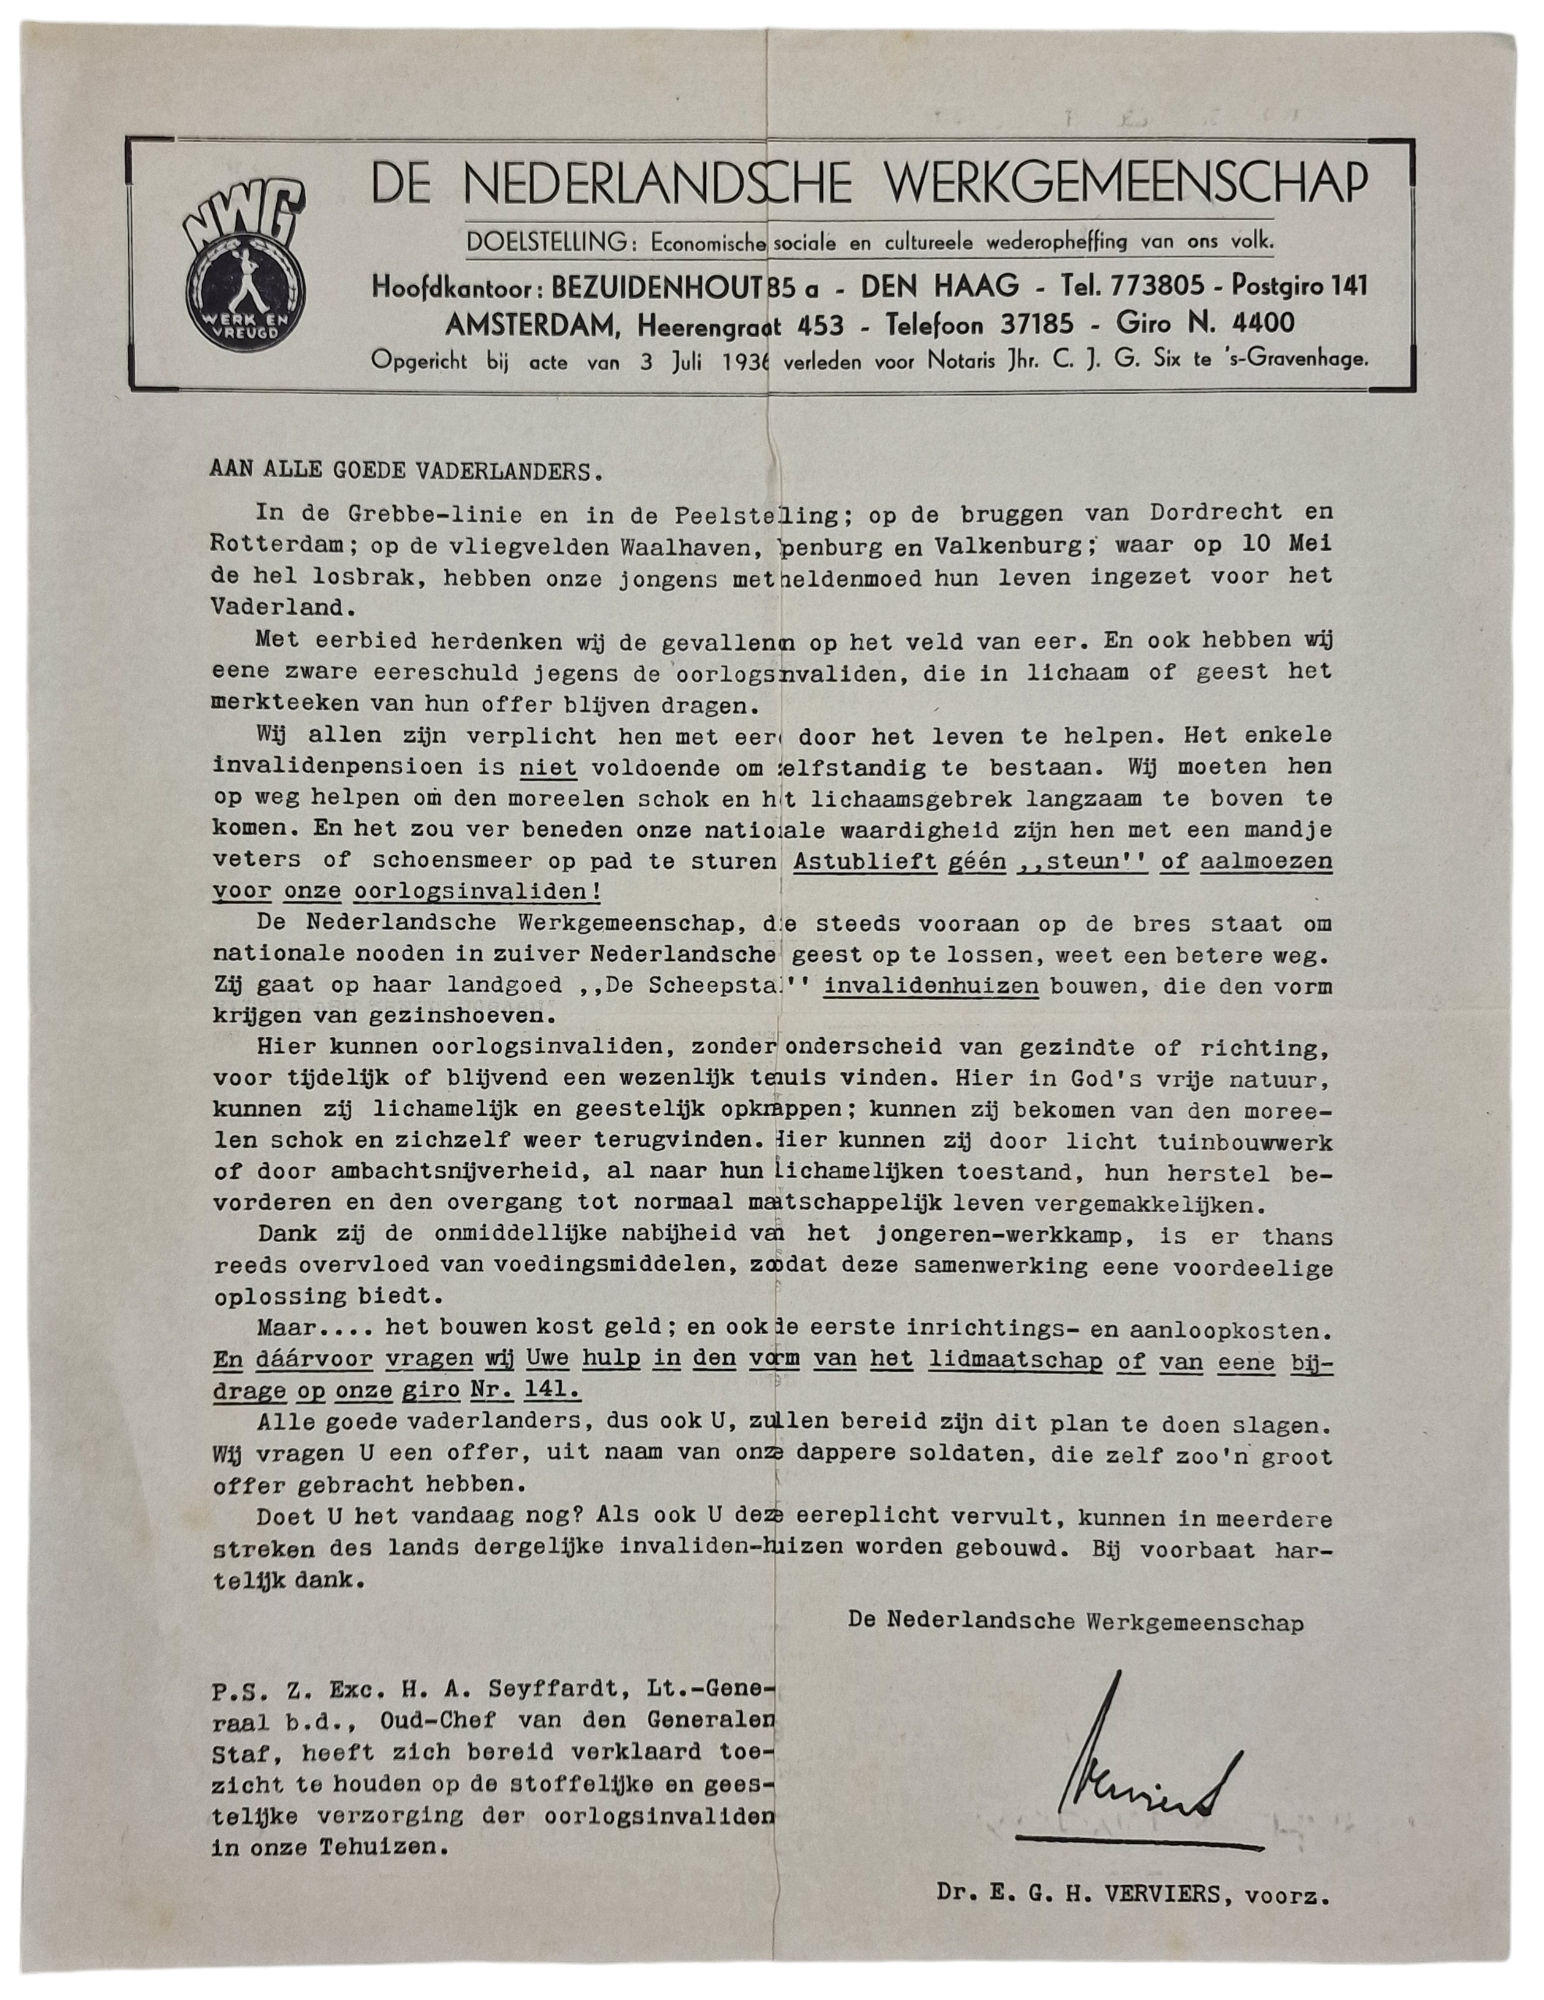 NWG
WERK EN
VREUGD
DE NEDERLANDSCHE WERKGEMEENSCHAP
DOELSTELLING: Economische sociale en cultureele wederopheffing van ons volk.
Hoofdkantoor: BEZUIDENHOUT 85 a - DEN HAAG - Tel. 773805 - Postgiro 141
AMSTERDAM, Heerengracht 453 - Telefoon 37185 - Giro N. 4400
Opgericht bij acte van 3 Juli 1936 verleden voor Notaris Jhr. C. J. G. Six te 's-Gravenhage.
AAN ALLE GOEDE VADERLANDERS.
In de Grebbe-linie en in de Peelstelling; op de bruggen van Dordrecht en
Rotterdam; op de vliegvelden Waalhaven, Ypenburg en Valkenburg; waar op 10 Mei
de hel losbrak, hebben onze jongens met heldenmoed hun leven ingezet voor het
Vaderland.
Met eerbied herdenken wij de gevallenen op het veld van eer. En ook hebben wij
eene zware eereschuld jegens de oorlogsinvaliden, die in lichaam of geest het
merkteeken van hun offer blijven dragen.
Wij allen zijn verplicht hen met eere door het leven te helpen. Het enkele
invalidenpensioen is niet voldoende om zelfstandig te bestaan. Wij moeten hen
op weg helpen om den moreelen schok en het lichaamsgebrek langzaam te boven te
komen. En het zou ver beneden onze nationale waardigheid zijn hen met een mandje
veters of schoensmeer op pad te sturen Astublieft géén ,,steun'' of aalmoezen
voor onze oorlogsinvaliden!
De Nederlandsche Werkgemeenschap, die steeds vooraan op de bres staat om
nationale nooden in zuiver Nederlandsche geest op te lossen, weet een betere weg.
Zij gaat op haar landgoed ,,De Scheepstal'' invalidenhuizen bouwen, die den vorm
krijgen van gezinshoeven.
Hier kunnen oorlogsinvaliden, zonder onderscheid van gezindte of richting,
voor tijdelijk of blijvend een wezenlijk tehuis vinden. Hier in God's vrije natuur,
kunnen zij lichamelijk en geestelijk opknappen; kunnen zij bekomen van den moree-
len schok en zichzelf weer terugvinden. Hier kunnen zij door licht tuinbouwwerk
of door ambachtsnijverheid, al naar hun lichamelijken toestand, hun herstel be-
vorderen en den overgang tot normaal maatschappelijk leven vergemakkelijken.
Dank zij de onmiddellijke nabijheid van het jongeren-werkkamp, is er thans
reeds overvloed van voedingsmiddelen, zoodat deze samenwerking eene voordeelige
oplossing biedt.
Maar.... het bouwen kost geld; en ook de eerste inrichtings- en aanloopkosten.
En dáárvoor vragen wij Uwe hulp in den vorm van het lidmaatschap of van eene bij-
drage op onze giro Nr. 141.
Alle goede vaderlanders, dus ook U, zullen bereid zijn dit plan te doen slagen.
Wij vragen U een offer, uit naam van onze dappere soldaten, die zelf zoo'n groot
offer gebracht hebben.
Doet U het vandaag nog? Als ook U deze eereplicht vervult, kunnen in meerdere
streken des lands dergelijke invaliden-huizen worden gebouwd. Bij voorbaat har-
telijk dank.
De Nederlandsche Werkgemeenschap
P.S. Z. Exc. H. A. Seyffardt, Lt.-Gene-
raal b.d., Oud-Chef van den Generalen
Staf, heeft zich bereid verklaard toe-
zicht te houden op de stoffelijke en gees-
telijke verzorging der oorlogsinvaliden
in onze Tehuizen.
Verviers
Dr. E. G. H. VERVIERS, voorz.